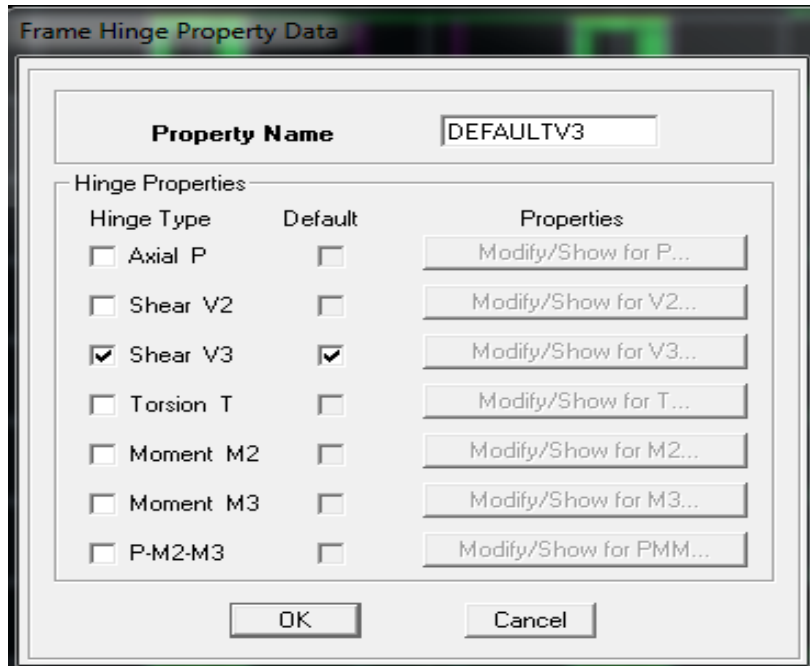 Frame Hinge Property Data
Property Name DEFAULTV3
Hinge Properties
Hinge Type Default Properties
Axial P Modify/Show for P...
Shear V2 Modify/Show for V2...
Shear V3 Modify/Show for V3...
Torsion T Modify/Show for T...
Moment M2 Modify/Show for M2...
Moment M3 Modify/Show for M3...
P-M2-M3 Modify/Show for PMM...
OK Cancel